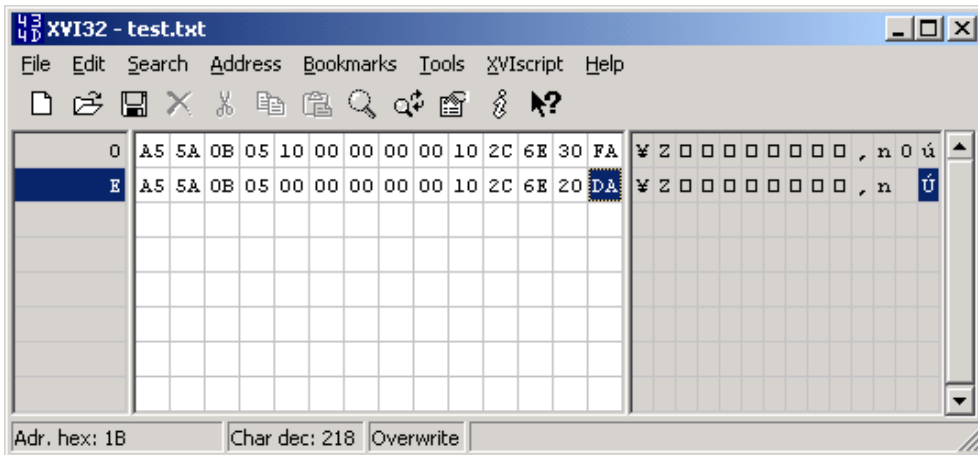 XVI32 - test.txt
File Edit Search Address Bookmarks Tools XVIscript Help
0 A5 5A 0B 05 10 00 00 00 00 10 2C 6E 30 FA ¥ Z □ □ □ □ □ □ □ □ , n 0 ú
E A5 5A 0B 05 00 00 00 00 00 10 2C 6E 20 DA ¥ Z □ □ □ □ □ □ □ □ , n Ú
Adr. hex: 1B Char dec: 218 Overwrite